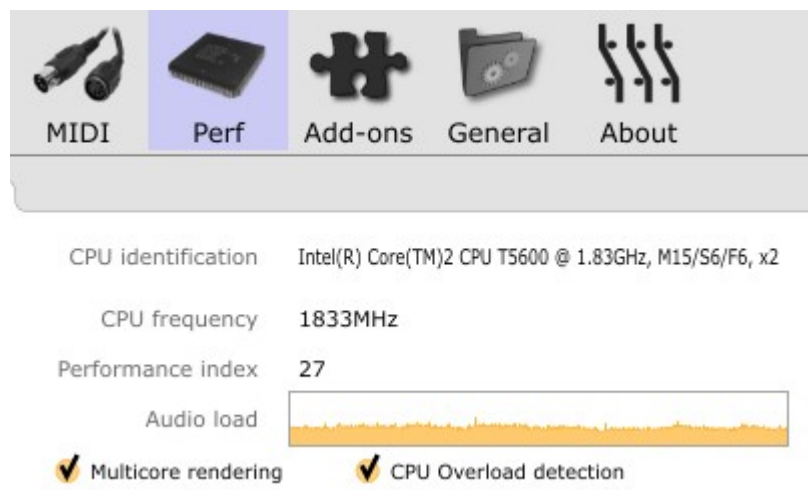 MIDI Perf Add-ons General About
CPU identification Intel(R) Core(TM)2 CPU T5600 @ 1.83GHz, M15/S6/F6, x2
CPU frequency 1833MHz
Performance index 27
Audio load
Multicore rendering CPU Overload detection